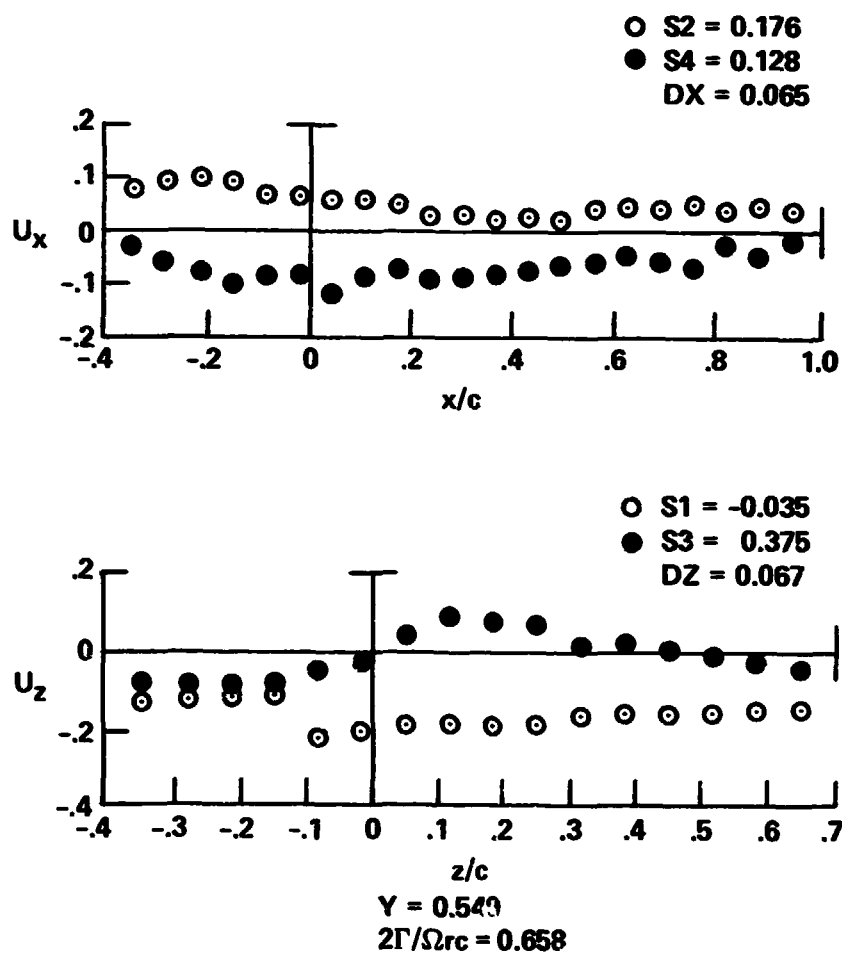 S2 = 0.176
S4 = 0.128
DX = 0.065
.2
.1
0
-.1
-.2
Ux
-.4 -.2 0 .2 .4 .6 .8 1.0
x/c
S1 = -0.035
S3 = 0.375
DZ = 0.067
.2
0
-.2
-.4
Uz
-.4 -.3 -.2 -.1 0 .1 .2 .3 .4 .5 .6 .7
z/c
Y = 0.549
2Γ/Ωrc = 0.658